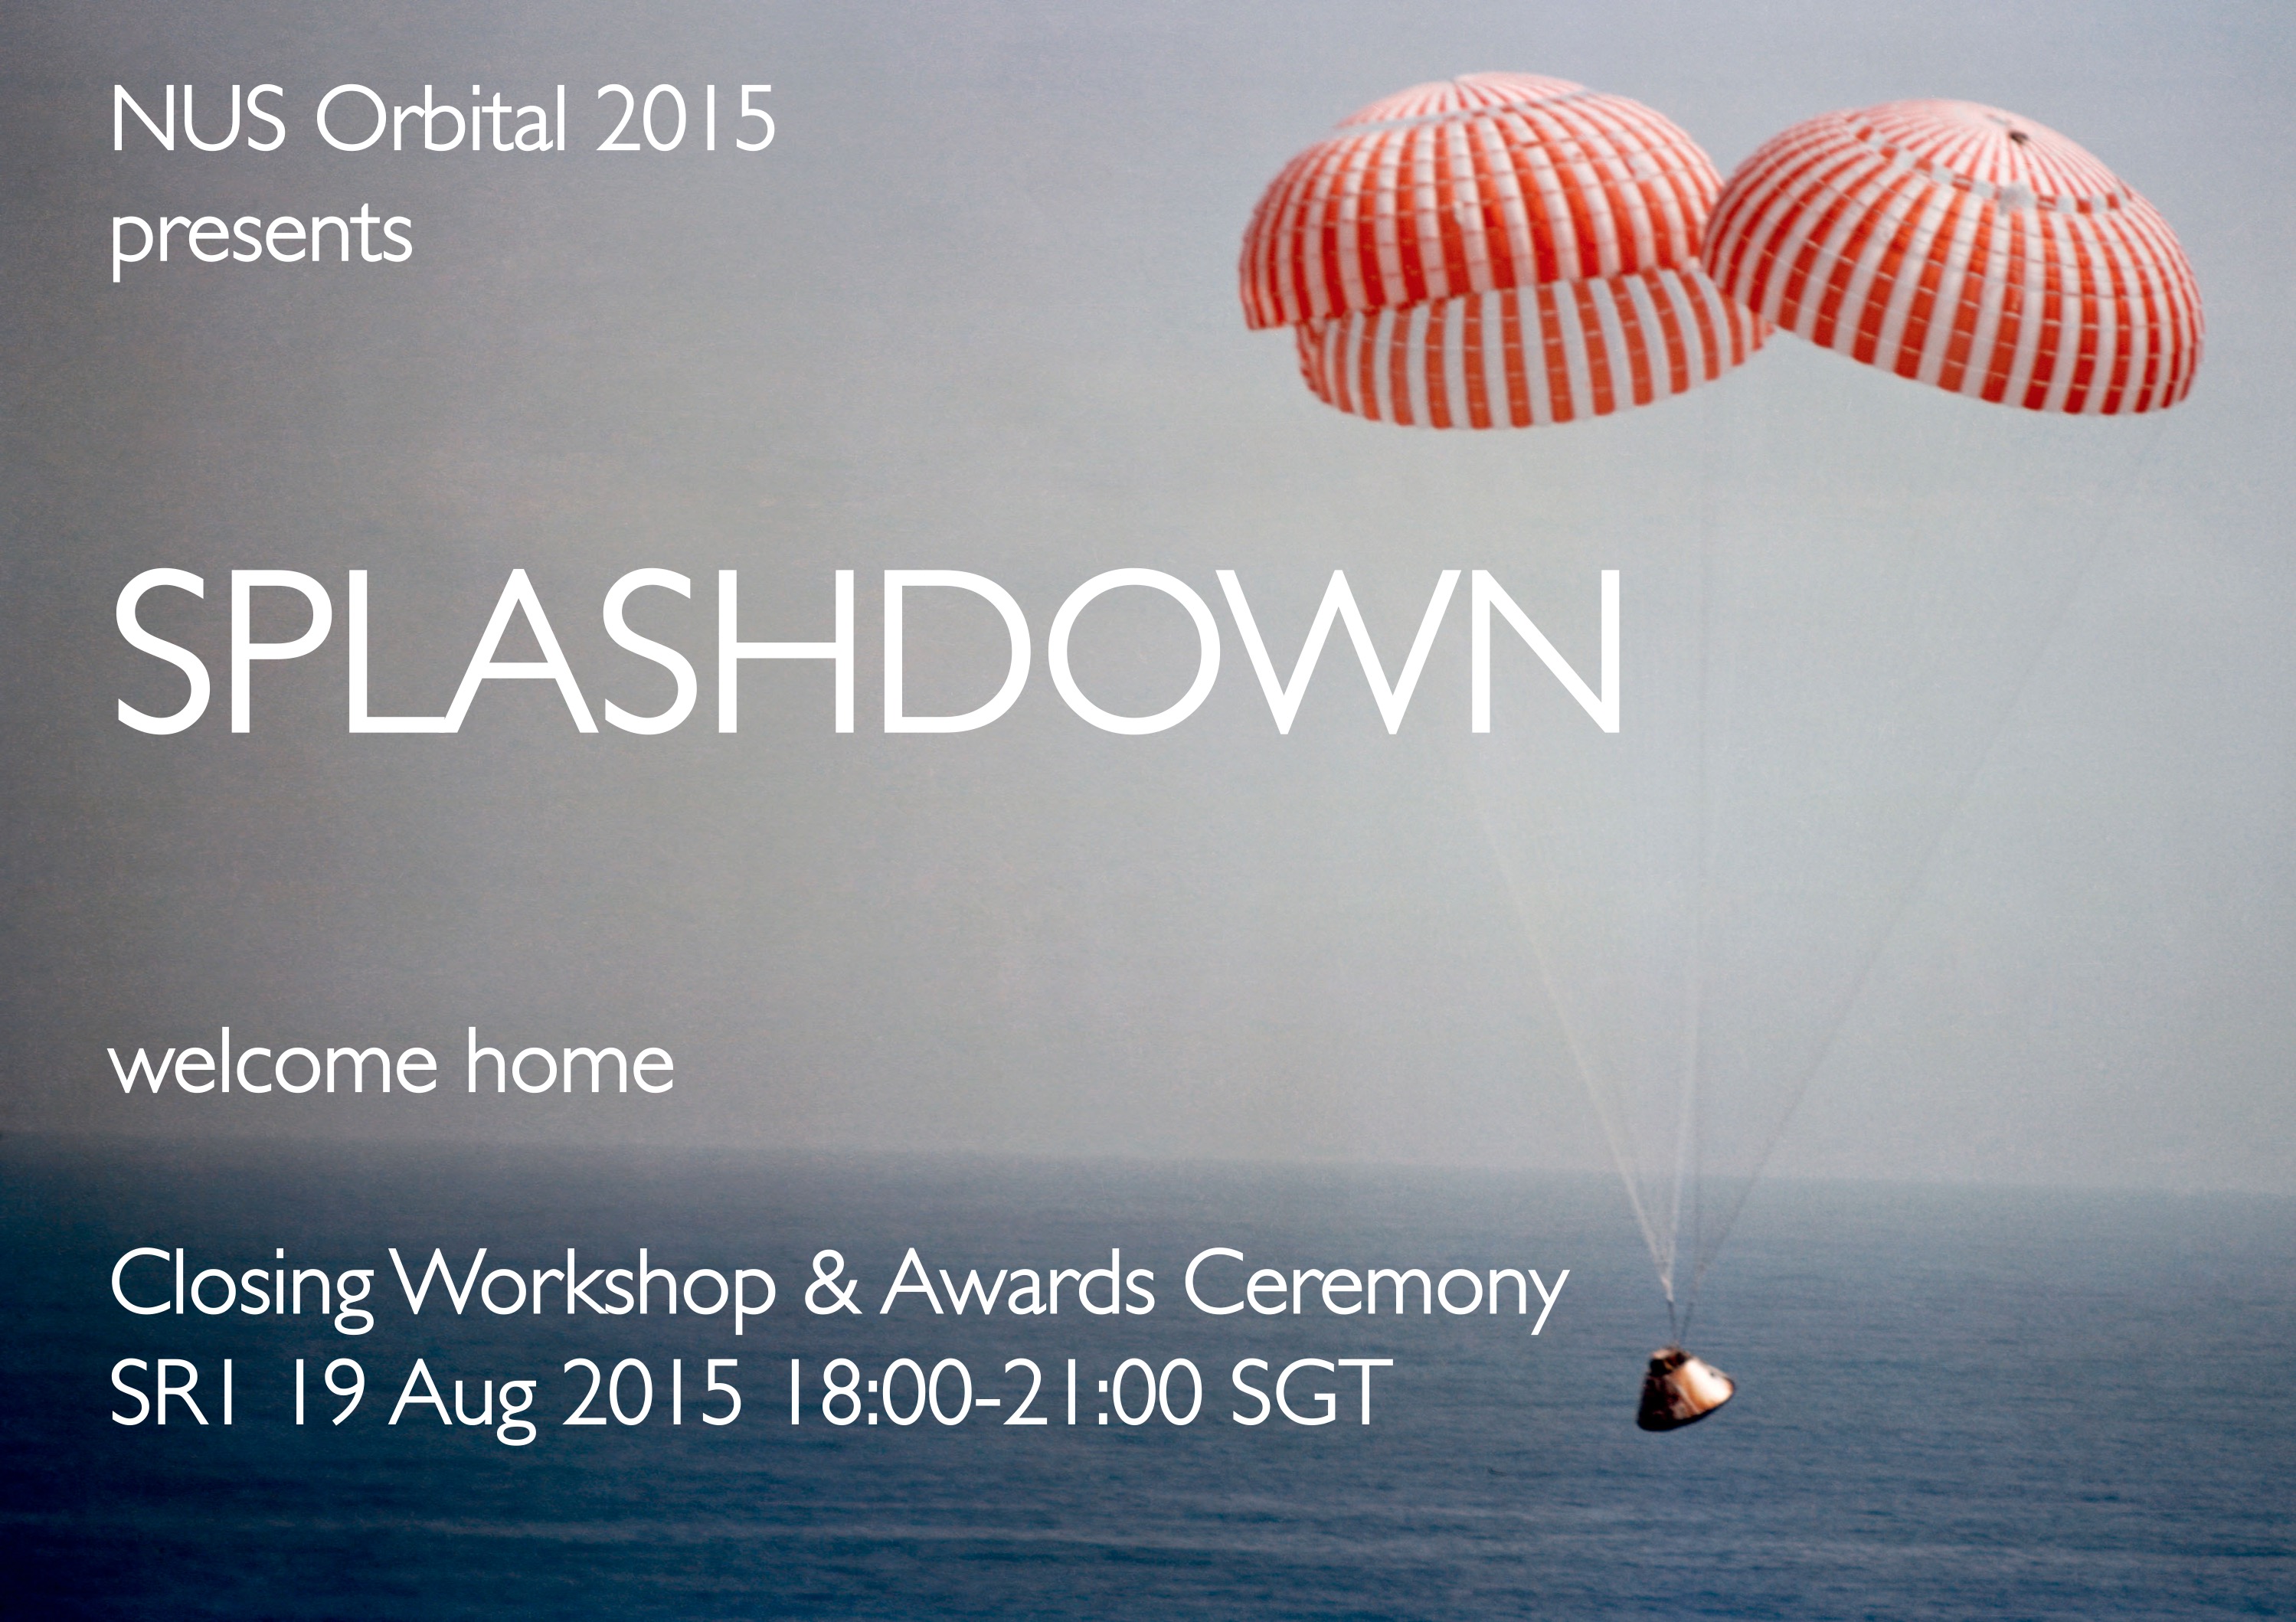 NUS Orbital 2015
presents
SPLASHDOWN
welcome home
Closing Workshop & Awards Ceremony
SR1 19 Aug 2015 18:00-21:00 SGT